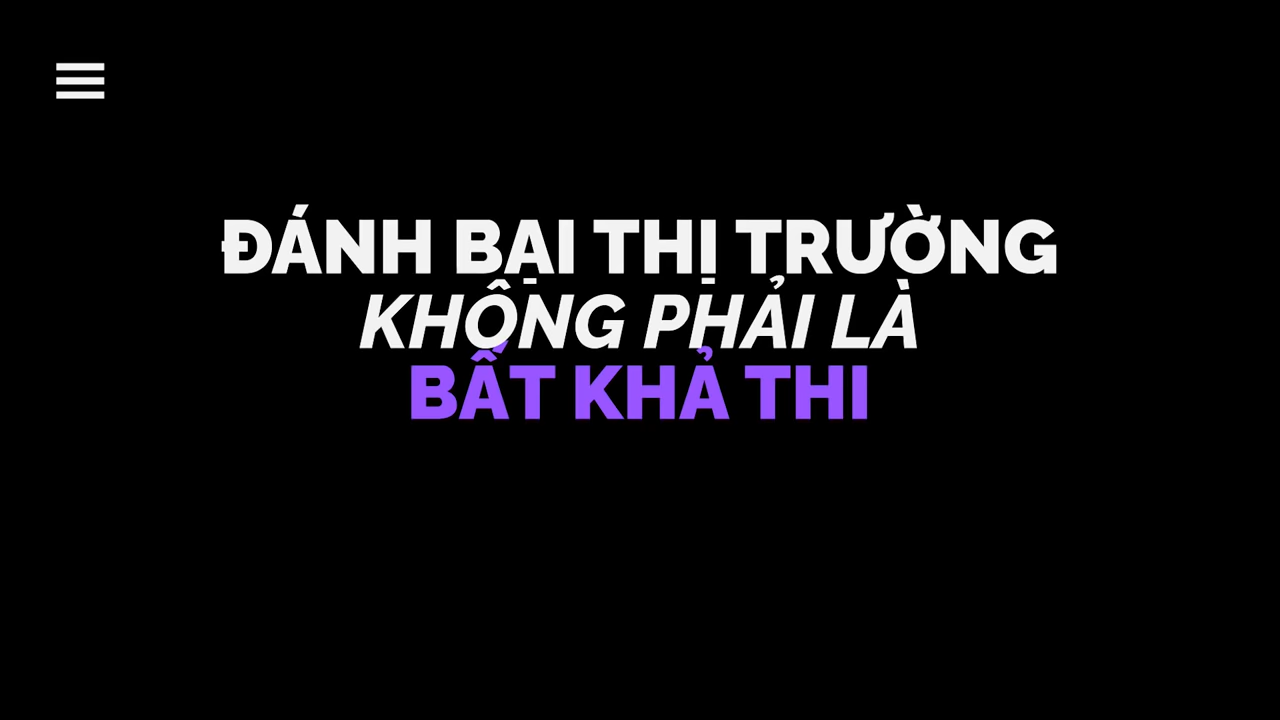 ĐÁNH BẠI THỊ TRƯỜNG
KHÔNG PHẢI LÀ
BẤT KHẢ THI